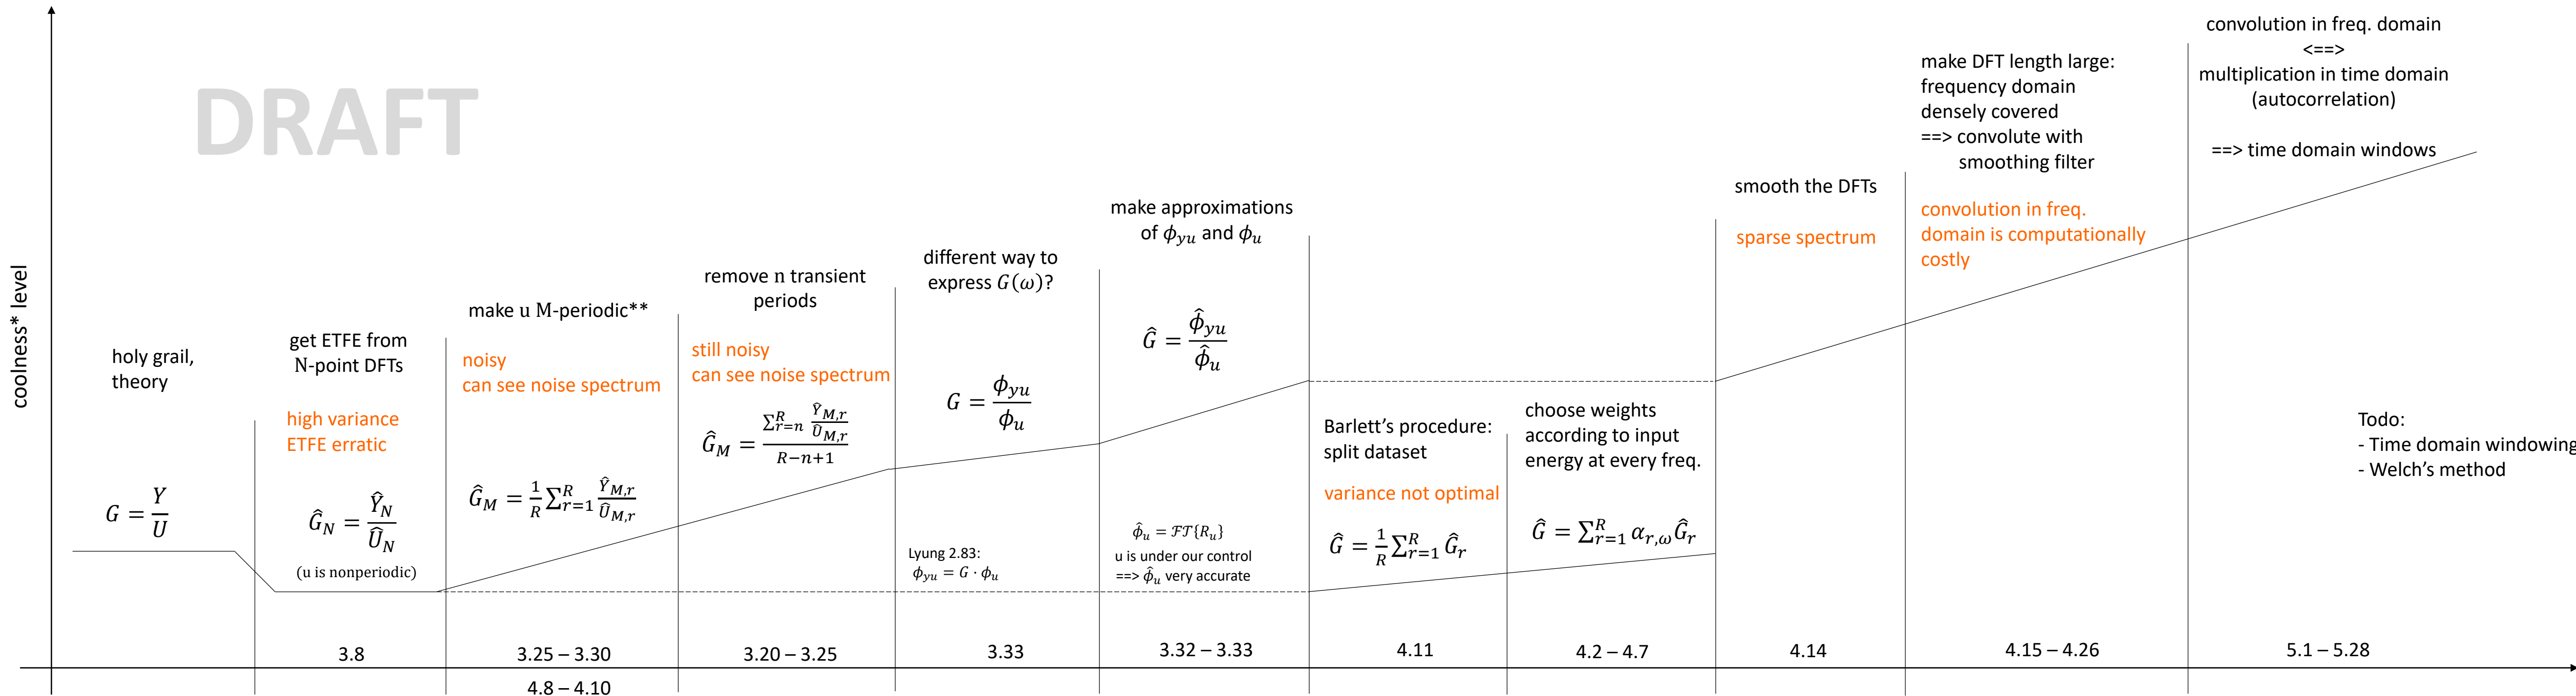 DRAFT
coolness* level
holy grail,
theory
G = Y/U
get ETFE from
N-point DFTs
high variance
ETFE erratic
Ĝ_N = Ŷ_N/Û_N
(u is nonperiodic)
3.8
make u M-periodic**
noisy
can see noise spectrum
Ĝ_M = 1/R ∑_{r=1}^{R} Ŷ_{M,r}/Û_{M,r}
3.25 – 3.30
4.8 – 4.10
remove n transient
periods
still noisy
can see noise spectrum
Ĝ_M = (∑_{r=n}^{R} Ŷ_{M,r}/Û_{M,r})/(R−n+1)
3.20 – 3.25
different way to
express G(ω)?
G = ϕ_{yu}/ϕ_u
Lyung 2.83:
ϕ_{yu} = G · ϕ_u
3.33
make approximations
of ϕ_{yu} and ϕ_u
Ĝ = ϕ̂_{yu}/ϕ̂_u
ϕ̂_u = ℱ𝒯{R_u}
u is under our control
==> ϕ̂_u very accurate
3.32 – 3.33
Barlett’s procedure:
split dataset
variance not optimal
Ĝ = 1/R ∑_{r=1}^{R} Ĝ_r
4.11
choose weights
according to input
energy at every freq.
Ĝ = ∑_{r=1}^{R} α_{r,ω} Ĝ_r
4.2 – 4.7
smooth the DFTs
sparse spectrum
4.14
make DFT length large:
frequency domain
densely covered
==> convolute with
smoothing filter
convolution in freq.
domain is computationally
costly
4.15 – 4.26
convolution in freq. domain
<==>
multiplication in time domain
(autocorrelation)
==> time domain windows
5.1 – 5.28
Todo:
- Time domain windowing
- Welch’s method